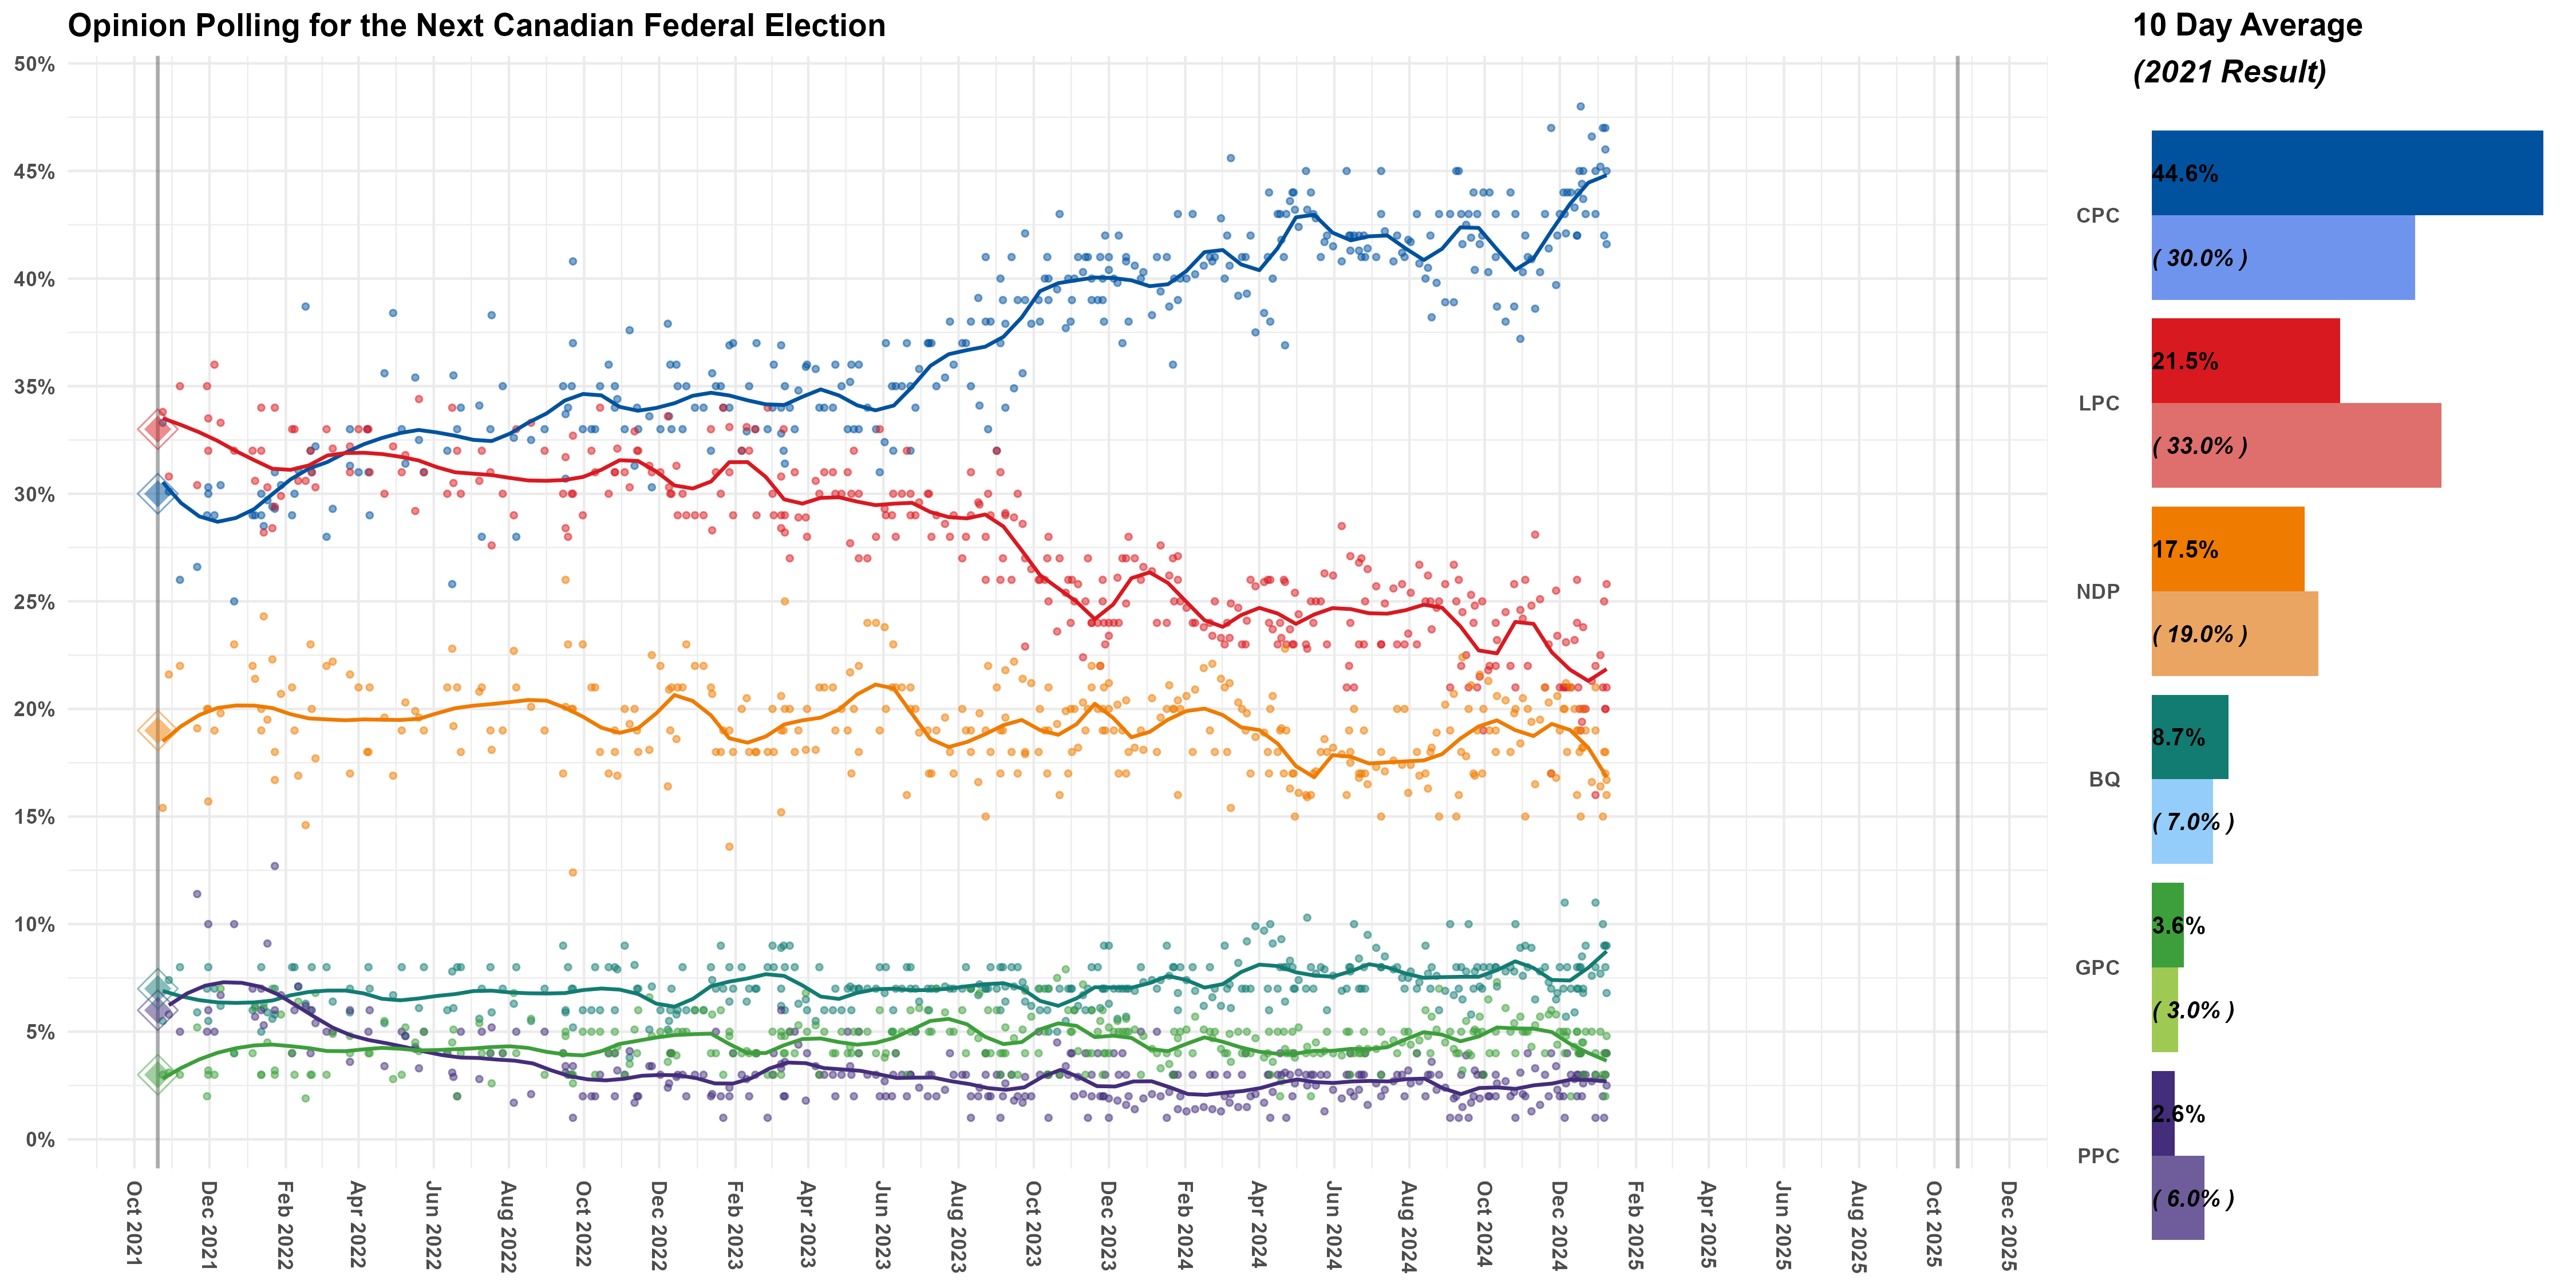 Opinion Polling for the Next Canadian Federal Election
10 Day Average
(2021 Result)
50%
45%
40%
35%
30%
25%
20%
15%
10%
5%
0%
Oct 2021
Dec 2021
Feb 2022
Apr 2022
Jun 2022
Aug 2022
Oct 2022
Dec 2022
Feb 2023
Apr 2023
Jun 2023
Aug 2023
Oct 2023
Dec 2023
Feb 2024
Apr 2024
Jun 2024
Aug 2024
Oct 2024
Dec 2024
Feb 2025
Apr 2025
Jun 2025
Aug 2025
Oct 2025
Dec 2025
CPC
44.6%
( 30.0% )
LPC
21.5%
( 33.0% )
NDP
17.5%
( 19.0% )
BQ
8.7%
( 7.0% )
GPC
3.6%
( 3.0% )
PPC
2.6%
( 6.0% )